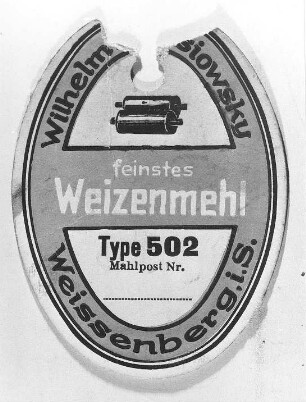 Wilhelm
feinstes
Weizenmehl
Type 502
Mahlpost Nr.
Weissenberg, i. S.